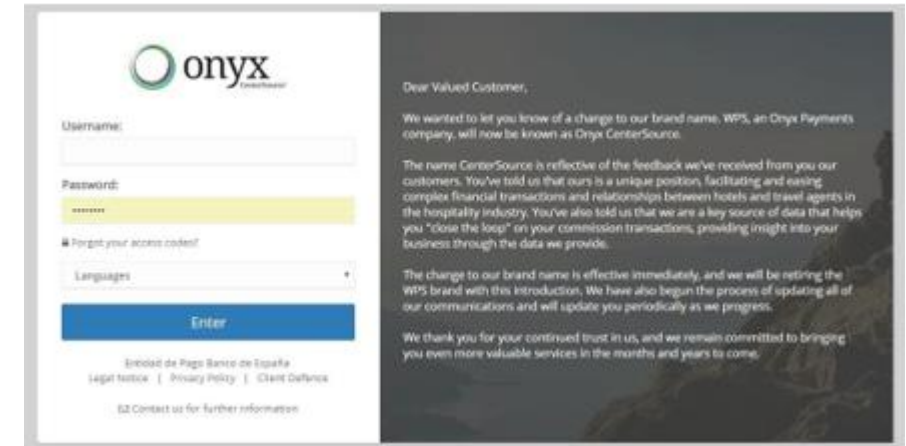 onyx
CenterSource
Username:
Password:
••••••••
Forgot your access codes?
Languages
Enter
Entidad de Pago Banco de España
Legal Notice | Privacy Policy | Client Defence
Contact us for further information
Dear Valued Customer,
We wanted to let you know of a change to our brand name. WPS, an Onyx Payments
company, will now be known as Onyx CenterSource.
The name CenterSource is reflective of the feedback we've received from you our
customers. You've told us that ours is a unique position, facilitating and easing
complex financial transactions and relationships between hotels and travel agents in
the hospitality industry. You've also told us that we are a key source of data that helps
you "close the loop" on your commission transactions, providing insight into your
business through the data we provide.
The change to our brand name is effective immediately, and we will be retiring the
WPS brand with this introduction. We have also begun the process of updating all of
our communications and will update you periodically as we progress.
We thank you for your continued trust in us, and we remain committed to bringing
you even more valuable services in the months and years to come.